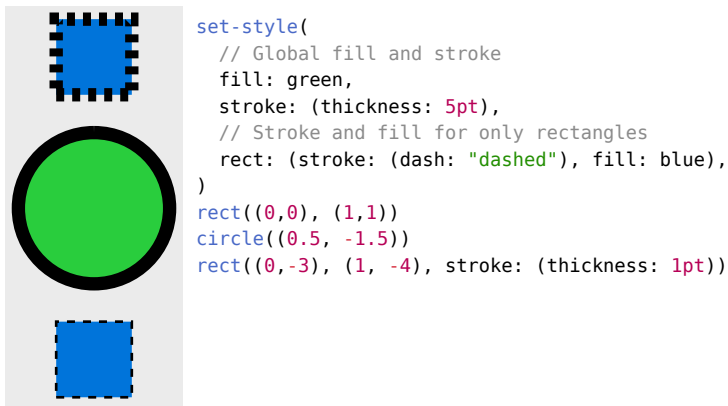 set-style(
  // Global fill and stroke
  fill: green,
  stroke: (thickness: 5pt),
  // Stroke and fill for only rectangles
  rect: (stroke: (dash: "dashed"), fill: blue),
)
rect((0,0), (1,1))
circle((0.5, -1.5))
rect((0,-3), (1, -4), stroke: (thickness: 1pt))